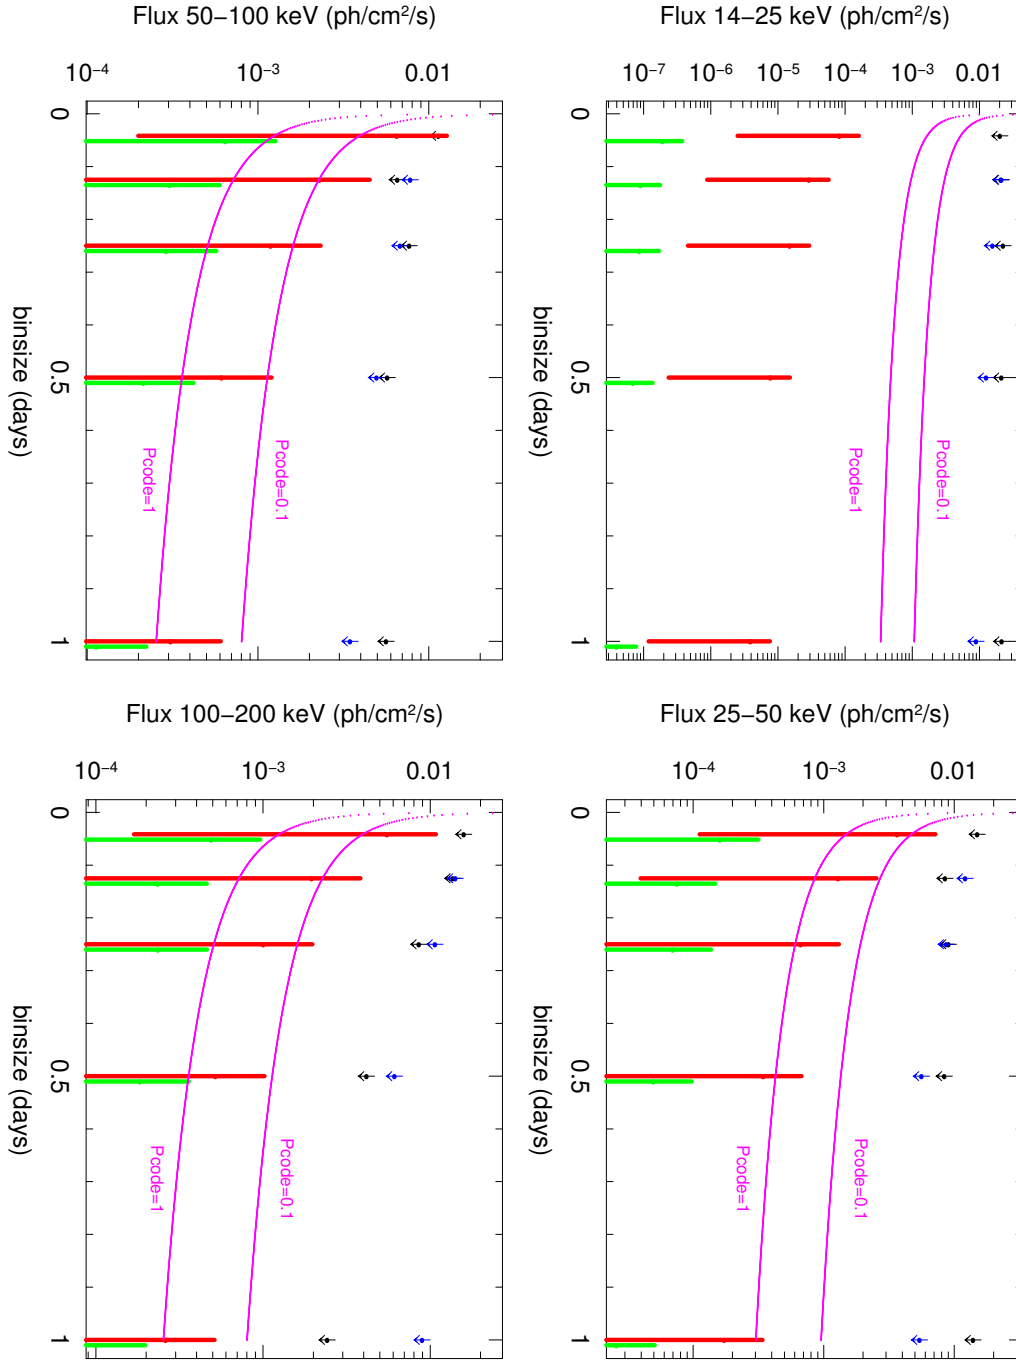 Flux 50−100 keV (ph/cm²/s)
10⁻⁴ 10⁻³ 0.01
0 0.5 1
binsize (days)
Pcode=1
Pcode=0.1
Flux 14−25 keV (ph/cm²/s)
10⁻⁷ 10⁻⁶ 10⁻⁵ 10⁻⁴ 10⁻³ 0.01
0 0.5 1
binsize (days)
Pcode=1
Pcode=0.1
Flux 100−200 keV (ph/cm²/s)
10⁻⁴ 10⁻³ 0.01
0 0.5 1
binsize (days)
Pcode=1
Pcode=0.1
Flux 25−50 keV (ph/cm²/s)
10⁻⁴ 10⁻³ 0.01
0 0.5 1
binsize (days)
Pcode=1
Pcode=0.1